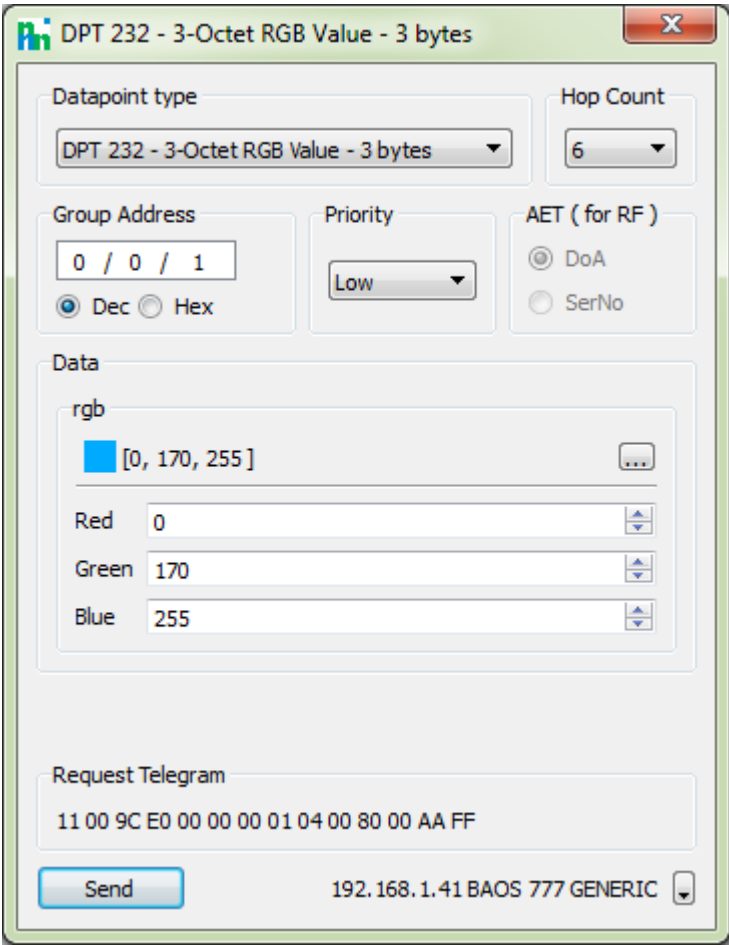 DPT 232 - 3-Octet RGB Value - 3 bytes
Datapoint type
Hop Count
DPT 232 - 3-Octet RGB Value - 3 bytes
6
Group Address
Priority
AET ( for RF )
0 / 0 / 1
Low
DoA
Dec Hex
SerNo
Data
rgb
[0, 170, 255]
...
Red 0
Green 170
Blue 255
Request Telegram
11 00 9C E0 00 00 00 01 04 00 80 00 AA FF
Send 192.168.1.41 BAOS 777 GENERIC